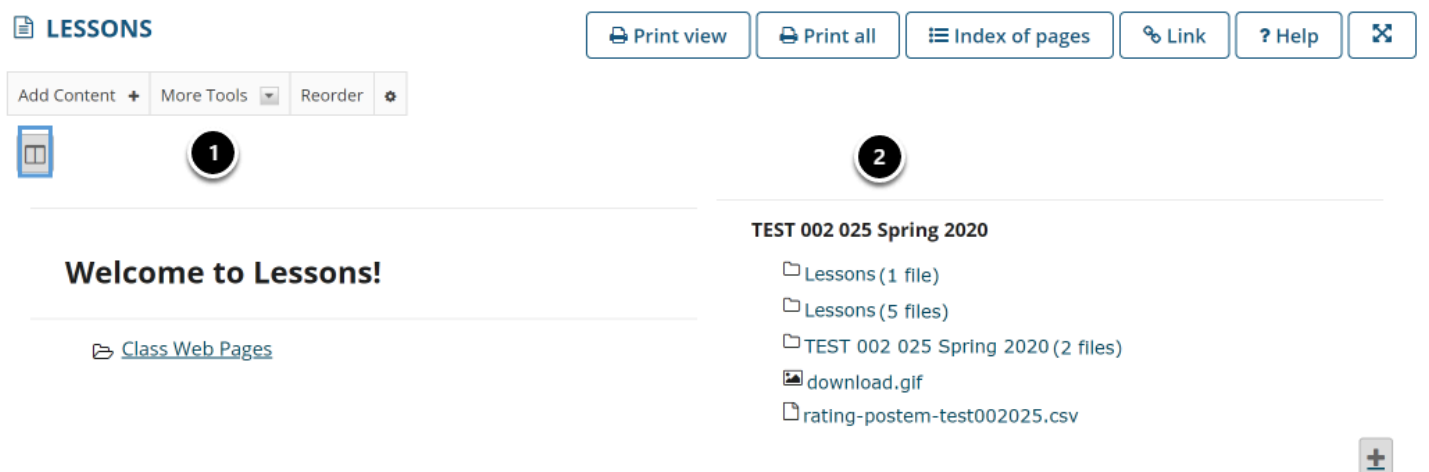 LESSONS
Print view
Print all
Index of pages
Link
? Help
Add Content +
More Tools
Reorder
1
2
Welcome to Lessons!
Class Web Pages
TEST 002 025 Spring 2020
Lessons (1 file)
Lessons (5 files)
TEST 002 025 Spring 2020 (2 files)
download.gif
rating-postem-test002025.csv
+